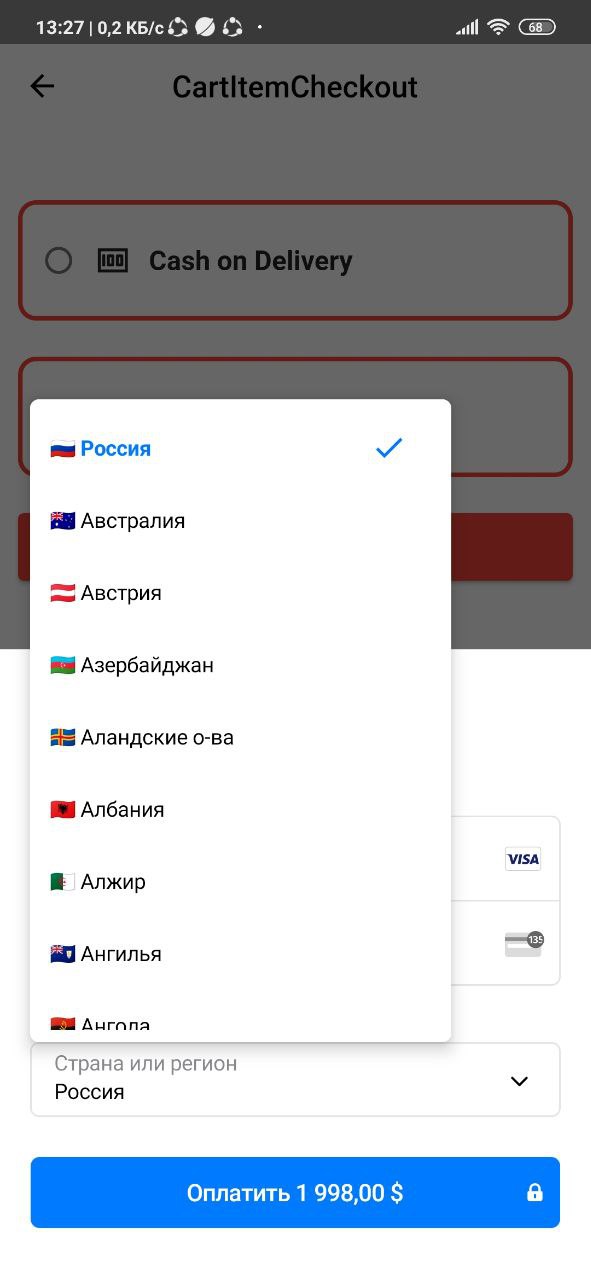 13:27 | 0,2 КБ/с
68
CartItemCheckout
Cash on Delivery
Россия
Австралия
Австрия
Азербайджан
Аландские о-ва
Албания
Алжир
Ангилья
Ангола
VISA
135
Страна или регион
Россия
Оплатить 1 998,00 $